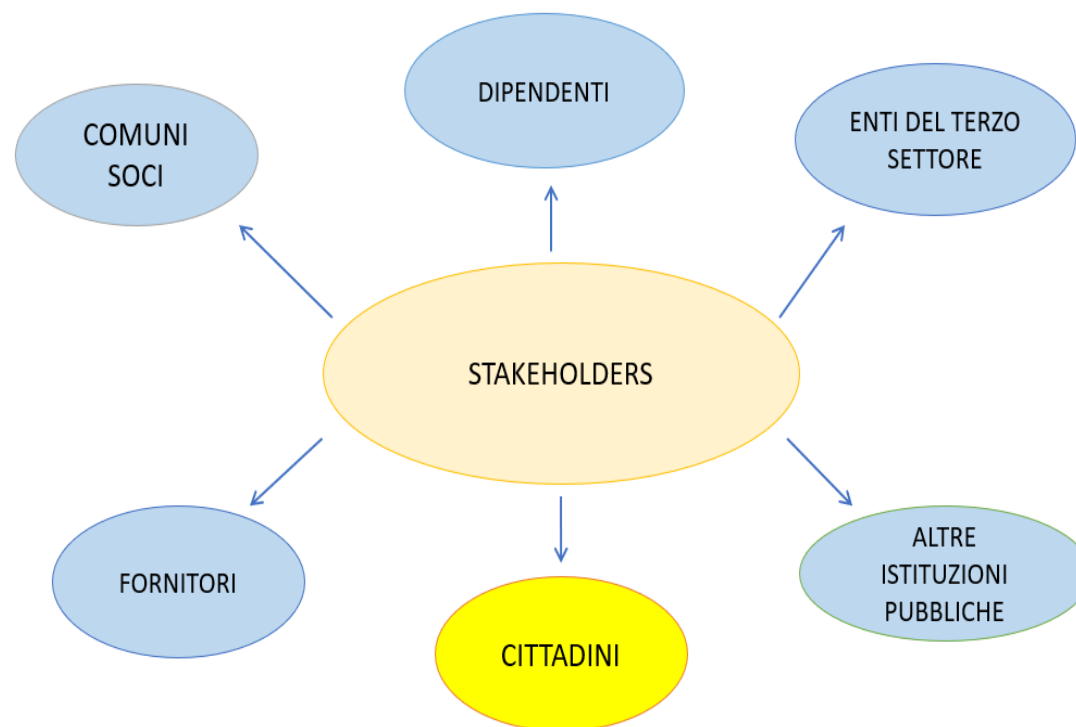 DIPENDENTI
COMUNI
SOCI
ENTI DEL TERZO
SETTORE
STAKEHOLDERS
FORNITORI
CITTADINI
ALTRE
ISTITUZIONI
PUBBLICHE